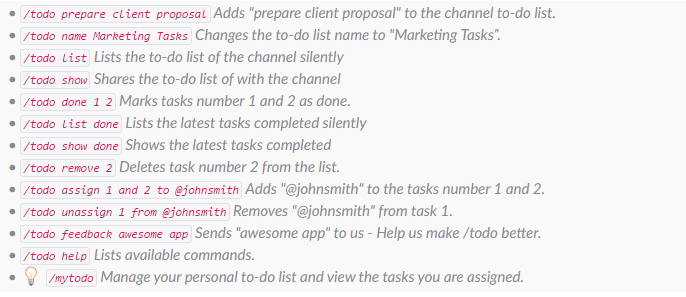 /todo prepare client proposal Adds "prepare client proposal" to the channel to-do list.
/todo name Marketing Tasks Changes the to-do list name to "Marketing Tasks”.
/todo list Lists the to-do list of the channel silently
/todo show Shares the to-do list of with the channel
/todo done 1 2 Marks tasks number 1 and 2 as done.
/todo list done Lists the latest tasks completed silently
/todo show done Shows the latest tasks completed
/todo remove 2 Deletes task number 2 from the list.
/todo assign 1 and 2 to @johnsmith Adds "@johnsmith" to the tasks number 1 and 2.
/todo unassign 1 from @johnsmith Removes "@johnsmith" from task 1.
/todo feedback awesome app Sends "awesome app" to us - Help us make /todo better.
/todo help Lists available commands.
/mytodo Manage your personal to-do list and view the tasks you are assigned.